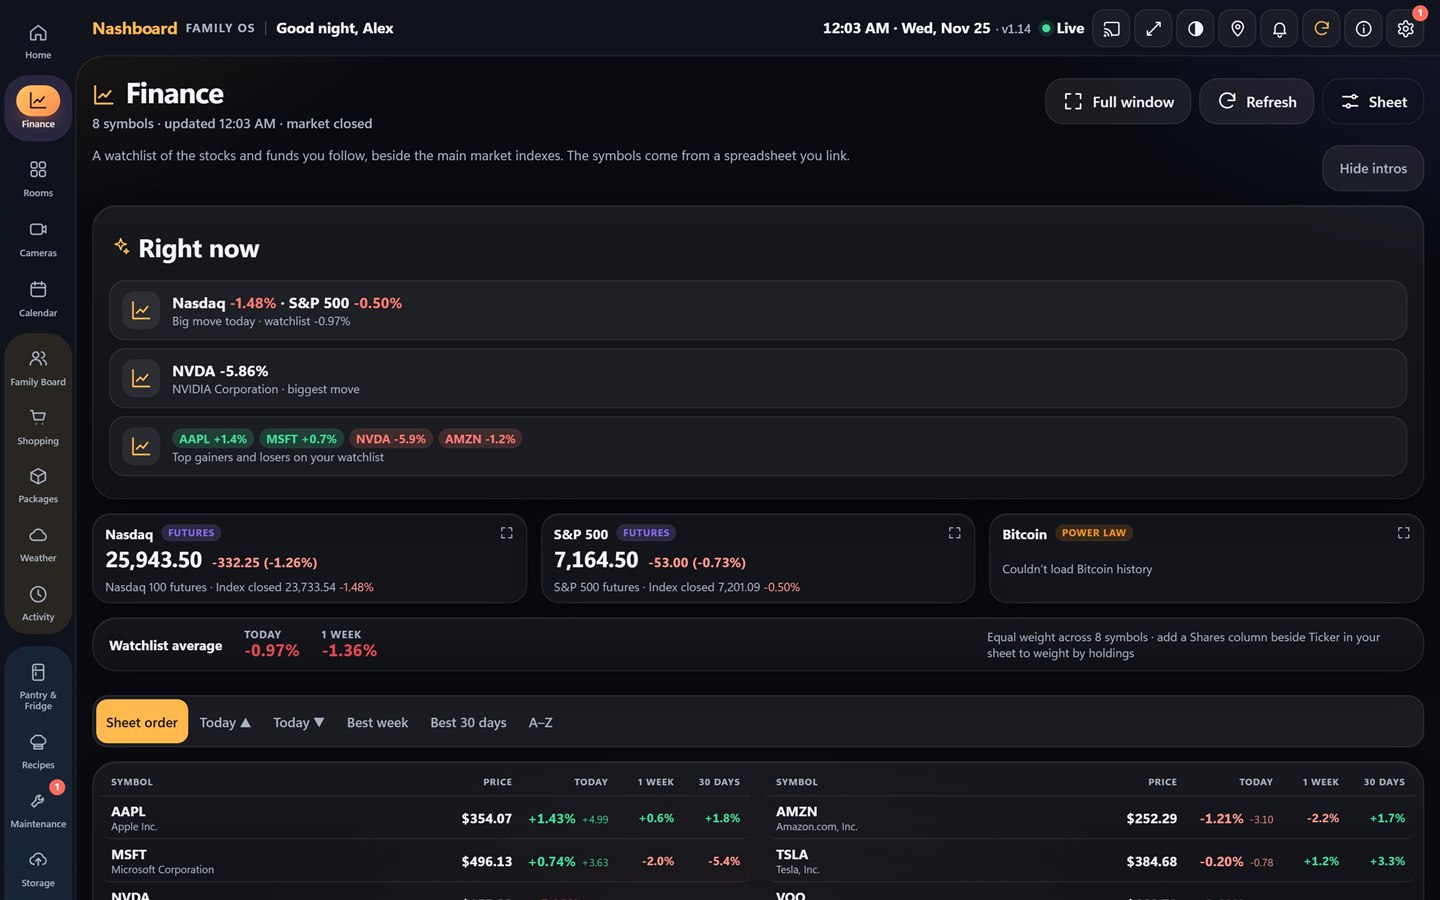 Nashboard FAMILY OS Good night, Alex
12:03 AM · Wed, Nov 25 · v1.14 Live
1
Home
Finance
Rooms
Cameras
Calendar
Family Board
Shopping
Packages
Weather
Activity
Pantry & Fridge
Recipes
1
Maintenance
Storage
Finance
8 symbols · updated 12:03 AM · market closed
A watchlist of the stocks and funds you follow, beside the main market indexes. The symbols come from a spreadsheet you link.
Full window
Refresh
Sheet
Hide intros
Right now
Nasdaq -1.48% · S&P 500 -0.50%
Big move today · watchlist -0.97%
NVDA -5.86%
NVIDIA Corporation · biggest move
AAPL +1.4% MSFT +0.7% NVDA -5.9% AMZN -1.2%
Top gainers and losers on your watchlist
Nasdaq FUTURES
25,943.50 -332.25 (-1.26%)
Nasdaq 100 futures · Index closed 23,733.54 -1.48%
S&P 500 FUTURES
7,164.50 -53.00 (-0.73%)
S&P 500 futures · Index closed 7,201.09 -0.50%
Bitcoin POWER LAW
Couldn't load Bitcoin history
Watchlist average
TODAY
-0.97%
1 WEEK
-1.36%
Equal weight across 8 symbols · add a Shares column beside Ticker in your
sheet to weight by holdings
Sheet order Today ▲ Today ▼ Best week Best 30 days A–Z
SYMBOL PRICE TODAY 1 WEEK 30 DAYS
AAPL $354.07 +1.43% +4.99 +0.6% +1.8%
Apple Inc.
MSFT $496.13 +0.74% +3.63 -2.0% -5.4%
Microsoft Corporation
NVDA
SYMBOL PRICE TODAY 1 WEEK 30 DAYS
AMZN $252.29 -1.21% -3.10 -2.2% +1.7%
Amazon.com, Inc.
TSLA $384.68 -0.20% -0.78 +1.2% +3.3%
Tesla, Inc.
VOO